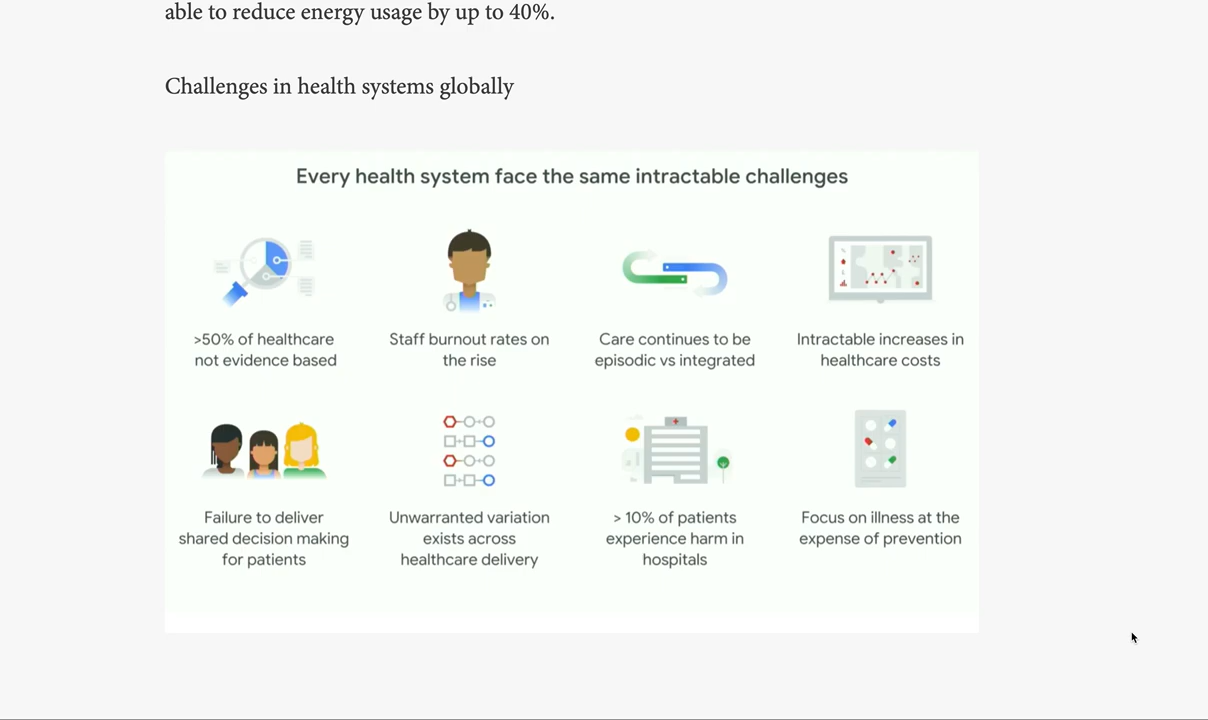 able to reduce energy usage by up to 40%.
Challenges in health systems globally
Every health system face the same intractable challenges
>50% of healthcare
not evidence based
Staff burnout rates on
the rise
Care continues to be
episodic vs integrated
Intractable increases in
healthcare costs
Failure to deliver
shared decision making
for patients
Unwarranted variation
exists across
healthcare delivery
> 10% of patients
experience harm in
hospitals
Focus on illness at the
expense of prevention